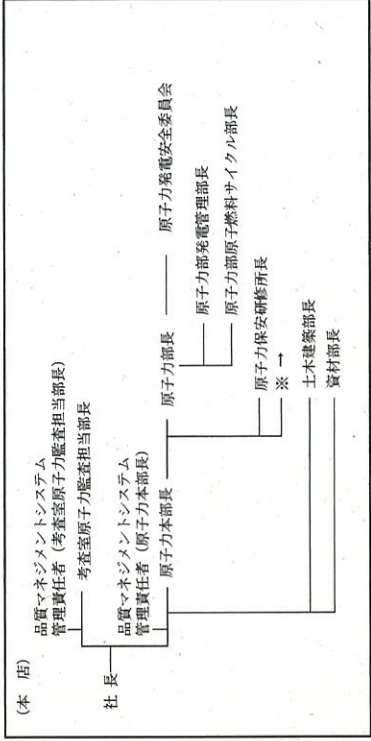 (本　店)
品質マネジメントシステム
管理責任者（考査室原子力監査担当部長）
考査室原子力監査担当部長
社 長
品質マネジメントシステム
管理責任者（原子力本部長）
原子力本部長
原子力部長
原子力発電安全委員会
原子力部発電管理部長
原子力部原子燃料サイクル部長
原子力保安研修所長
※ →
土木建築部長
資材部長